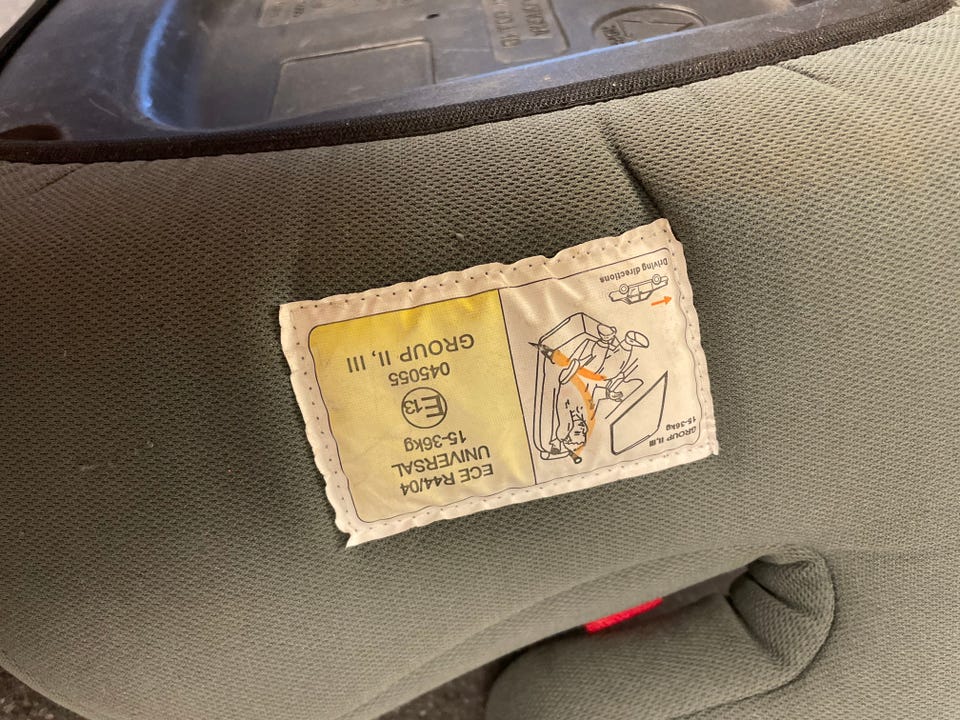 ECE R44/04
UNIVERSAL
15-36kg
E13
045055
GROUP II, III
GROUP II, III
15-36kg
Driving directions